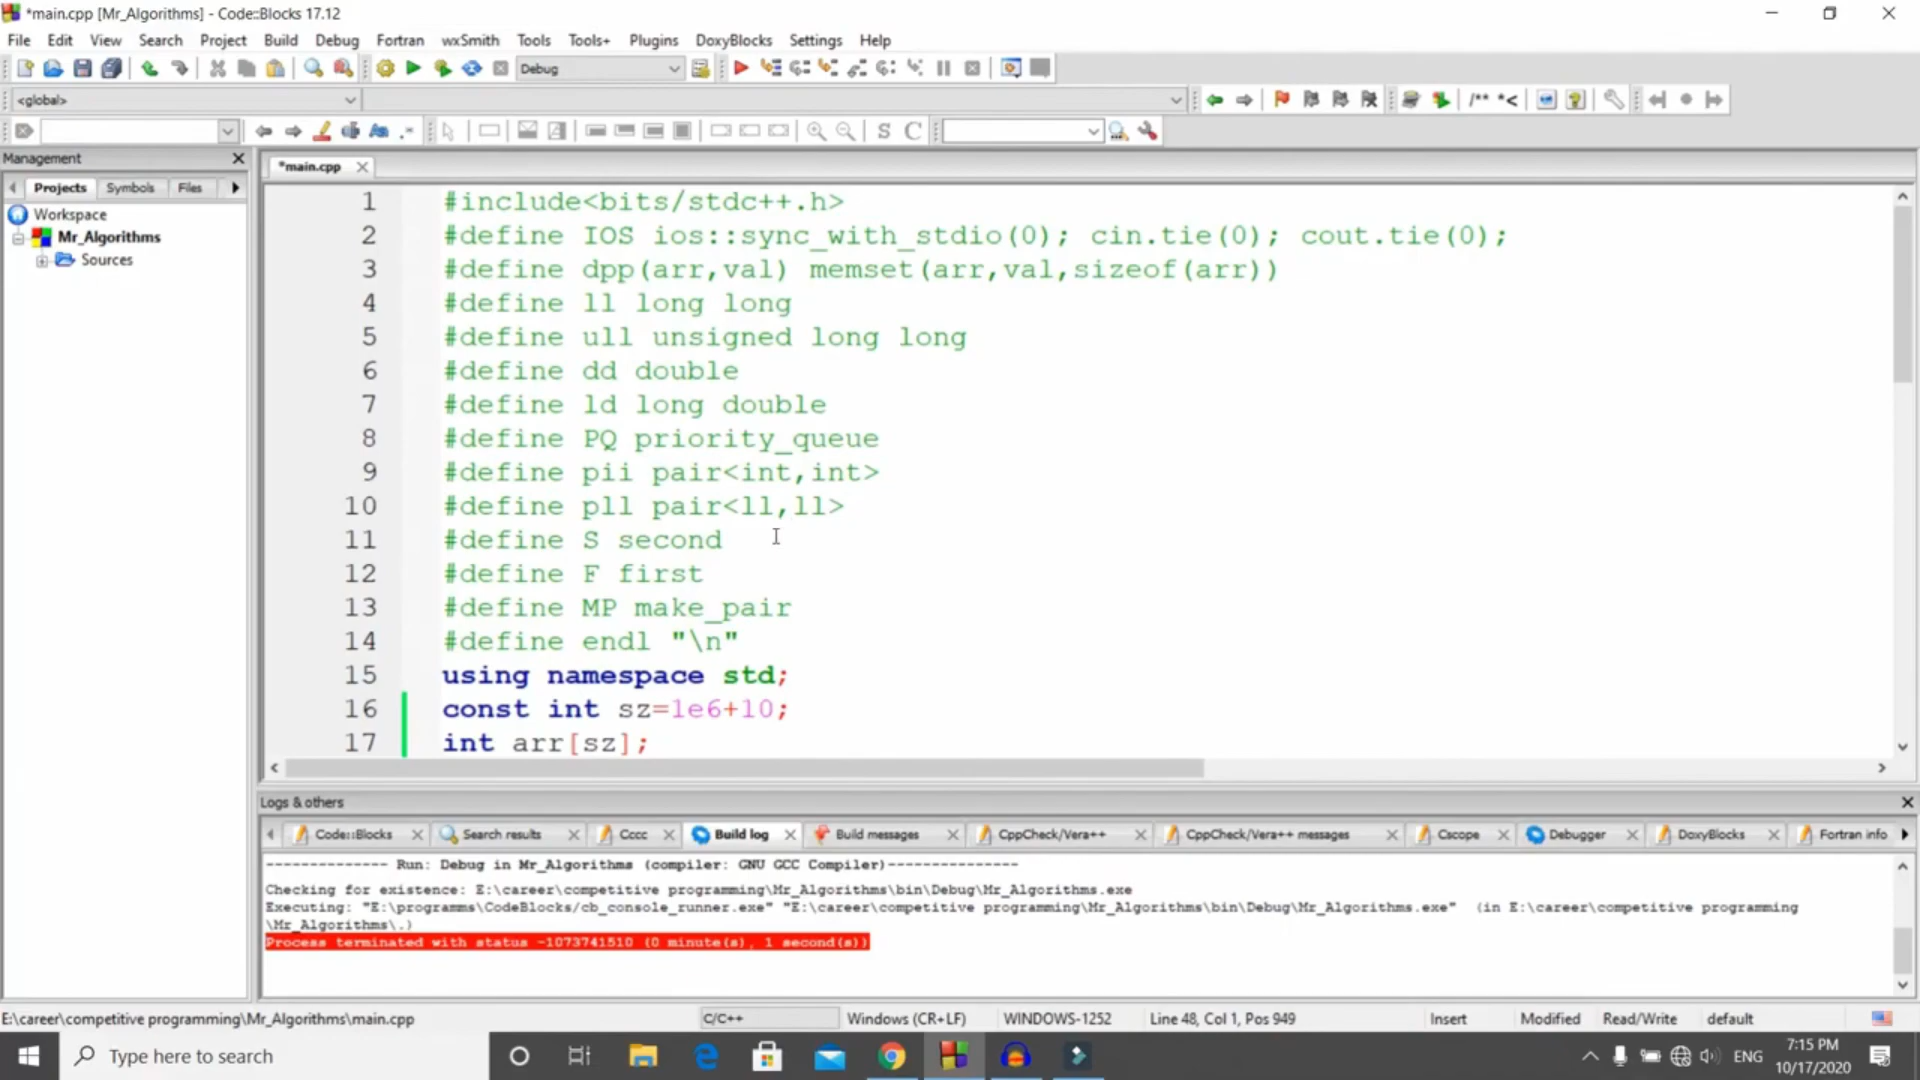 *main.cpp [Mr_Algorithms] - Code::Blocks 17.12
File Edit View Search Project Build Debug Fortran wxSmith Tools Tools+ Plugins DoxyBlocks Settings Help
Debug
<global>
/** *<
S C
Management
*main.cpp
Projects Symbols Files
Workspace
Mr_Algorithms
Sources
1 #include<bits/stdc++.h>
2 #define IOS ios::sync_with_stdio(0); cin.tie(0); cout.tie(0);
3 #define dpp(arr,val) memset(arr,val,sizeof(arr))
4 #define ll long long
5 #define ull unsigned long long
6 #define dd double
7 #define ld long double
8 #define PQ priority_queue
9 #define pii pair<int,int>
10 #define pll pair<ll,ll>
11 #define S second
12 #define F first
13 #define MP make_pair
14 #define endl "\n"
15 using namespace std;
16 const int sz=1e6+10;
17 int arr[sz];
Logs & others
Code::Blocks Search results Cccc Build log Build messages CppCheck/Vera++ CppCheck/Vera++ messages Cscope Debugger DoxyBlocks Fortran info
-------------- Run: Debug in Mr_Algorithms (compiler: GNU GCC Compiler)---------------
Checking for existence: E:\career\competitive programming\Mr_Algorithms\bin\Debug\Mr_Algorithms.exe
Executing: "E:\programms\CodeBlocks/cb_console_runner.exe" "E:\career\competitive programming\Mr_Algorithms\bin\Debug\Mr_Algorithms.exe" (in E:\career\competitive programming
\Mr_Algorithms\.)
Process terminated with status -1073741510 (0 minute(s), 1 second(s))
E:\career\competitive programming\Mr_Algorithms\main.cpp C/C++ Windows (CR+LF) WINDOWS-1252 Line 48, Col 1, Pos 949 Insert Modified Read/Write default
Type here to search
ENG
7:15 PM
10/17/2020